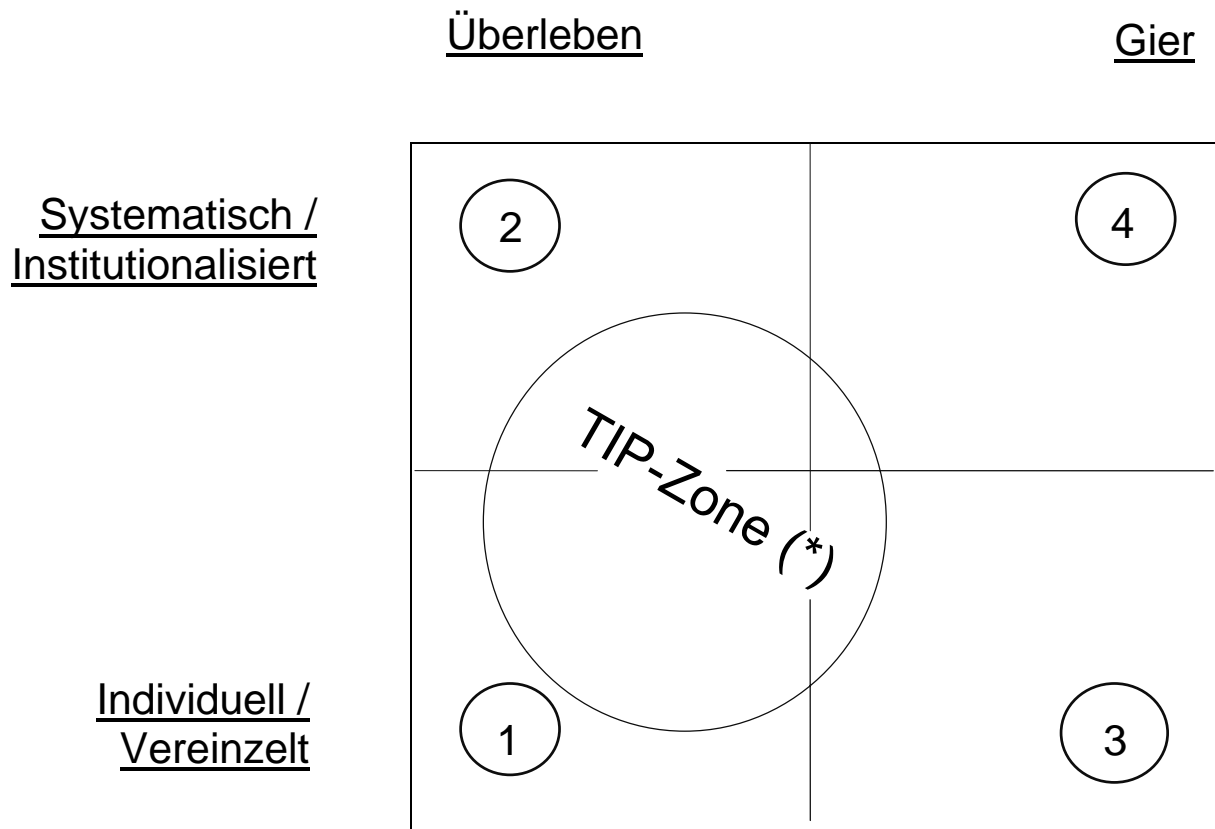 Überleben
Gier
Systematisch /
Institutionalisiert
2
4
TIP-Zone (*)
Individuell /
Vereinzelt
1
3